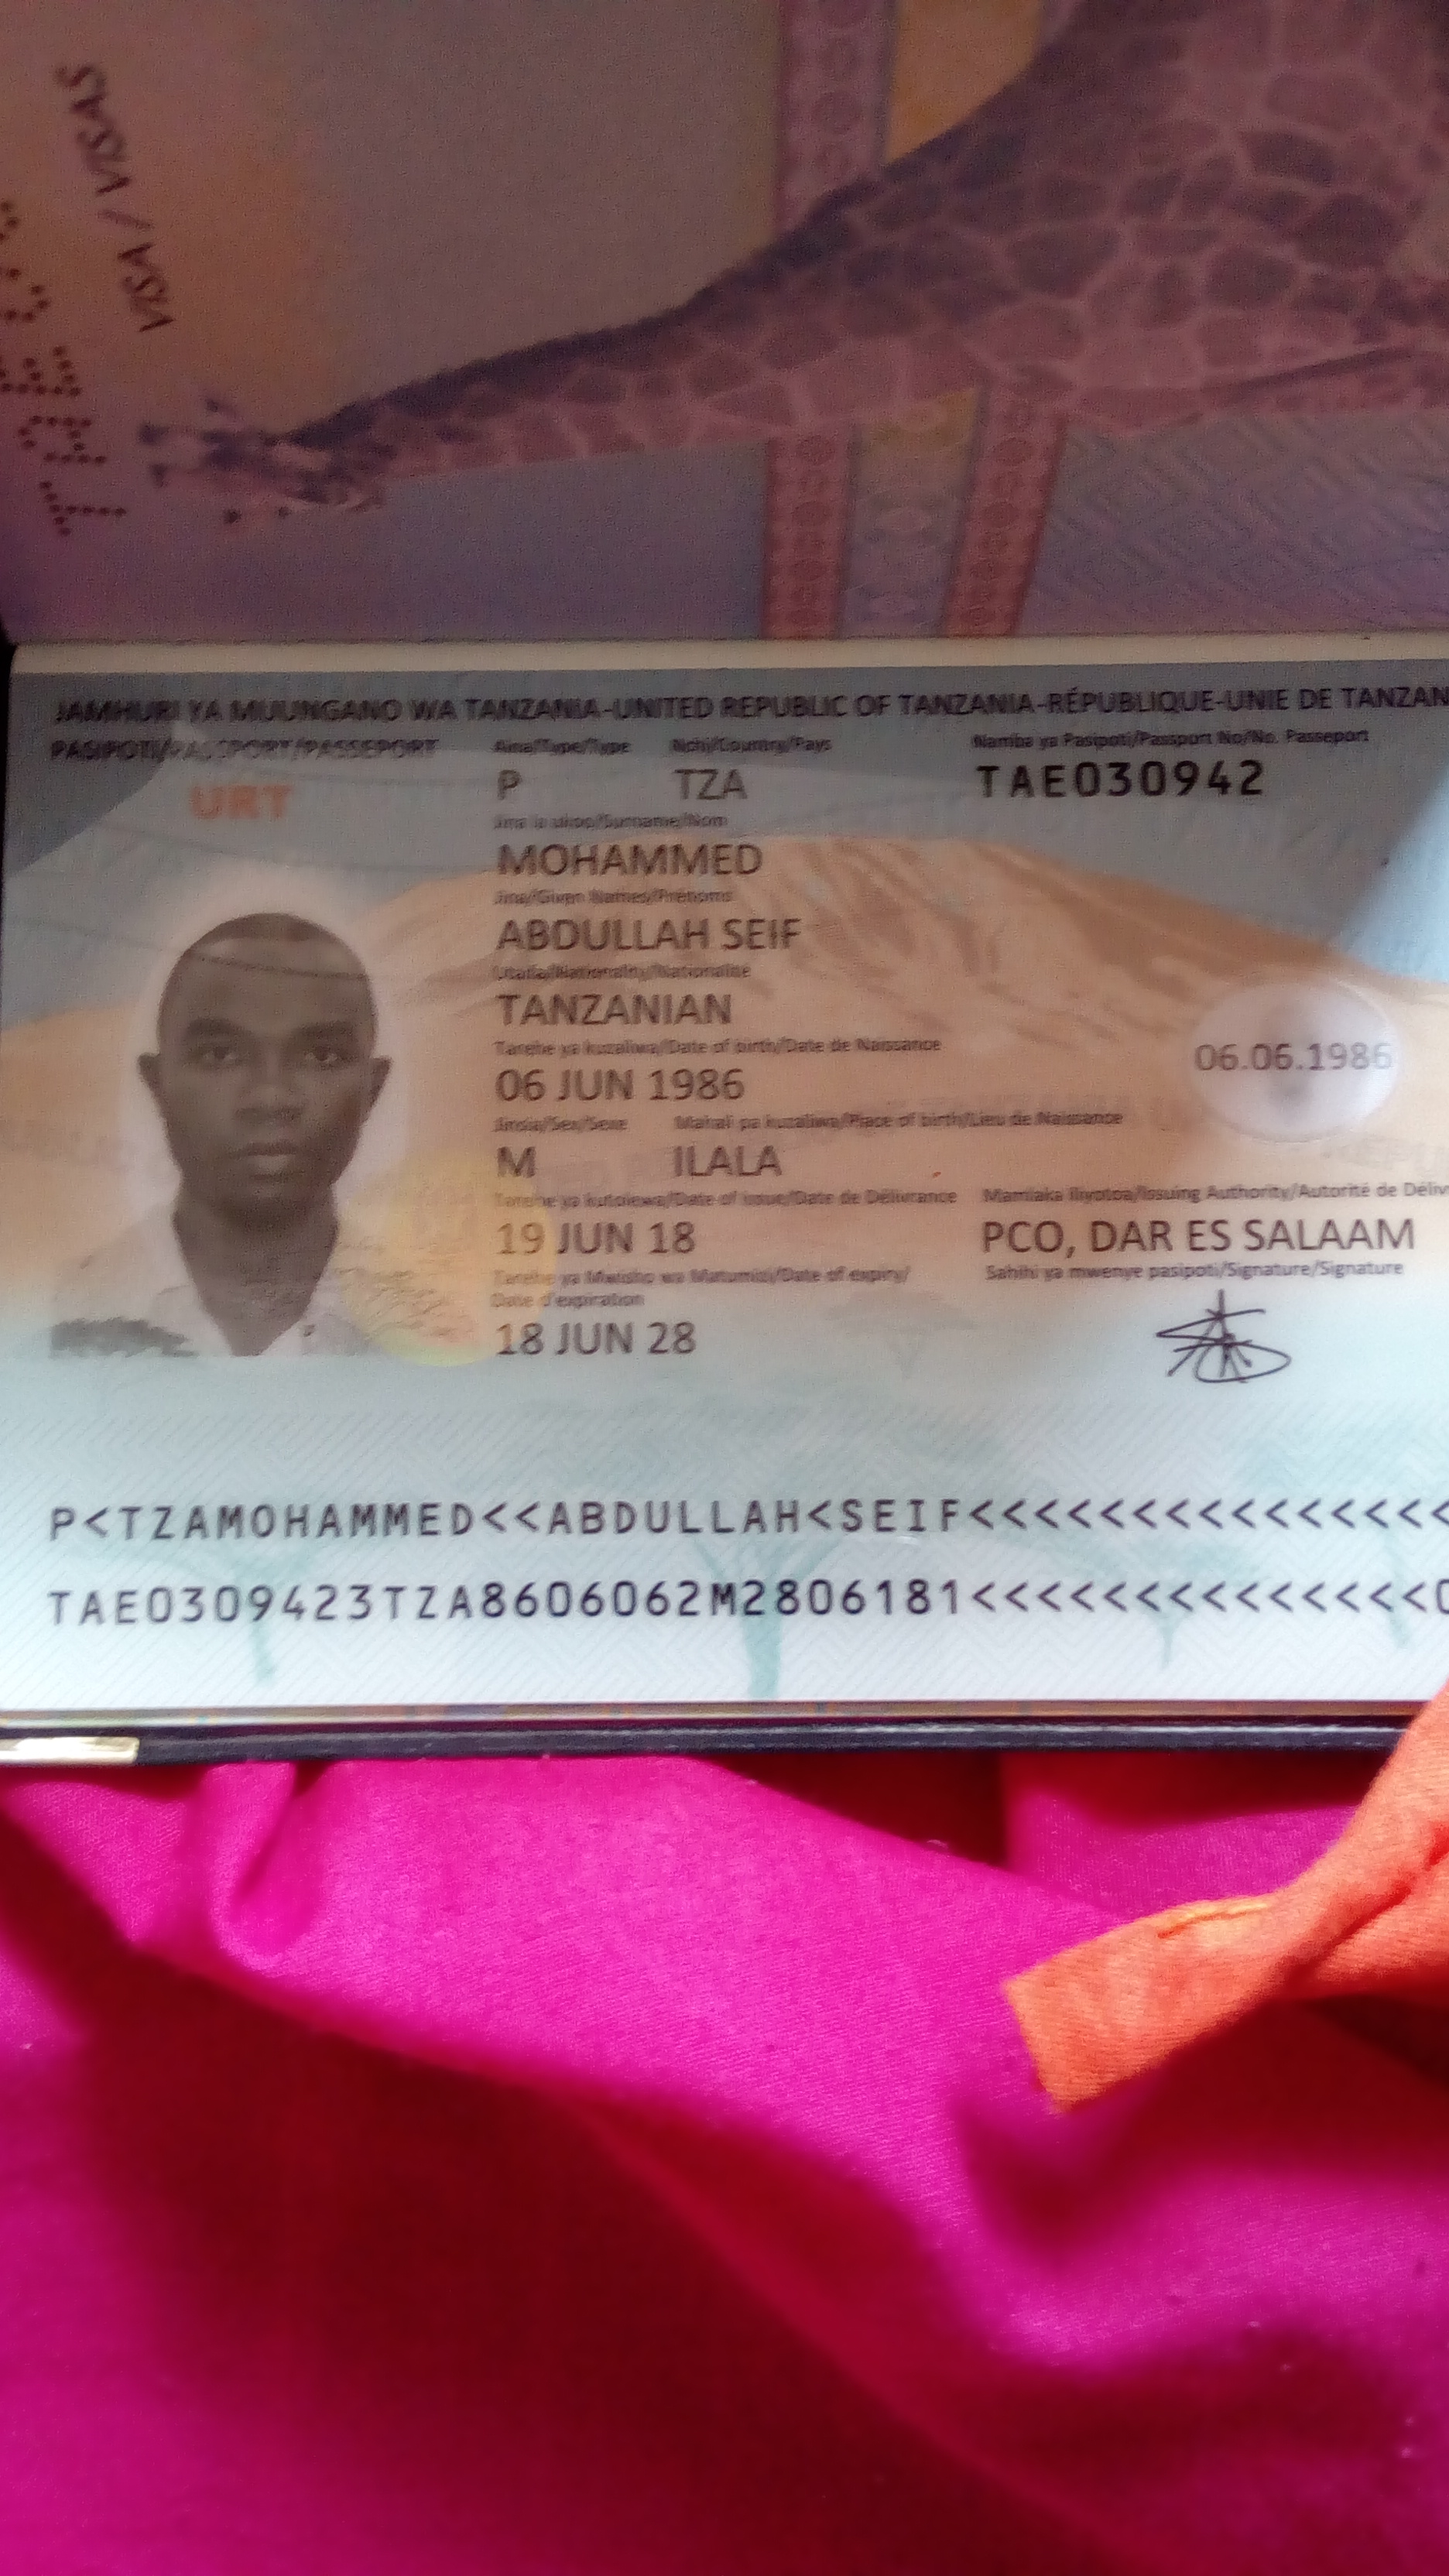 VISA / VISAS
JAMHURI YA MUUNGANO WA TANZANIA-UNITED REPUBLIC OF TANZANIA-RÉPUBLIQUE-UNIE DE TANZAN
PASIPOTI/PASSPORT/PASSEPORT Aina/Type/Type Nchi/Country/Pays Namba ya Pasipoti/Passport No/No. Passeport
URT P TZA TAE030942
Jina la ukoo/Surname/Nom
MOHAMMED
Jina/Given Names/Prénoms
ABDULLAH SEIF
Utaifa/Nationality/Nationalité
TANZANIAN
Tarehe ya kuzaliwa/Date of birth/Date de Naissance
06 JUN 1986 06.06.1986
Jinsia/Sex/Sexe Mahali pa kuzaliwa/Place of birth/Lieu de Naissance
M ILALA
Tarehe ya kutolewa/Date of issue/Date de Délivrance Mamlaka Iliyotoa/Issuing Authority/Autorité de Déliv
19 JUN 18 PCO, DAR ES SALAAM
Tarehe ya Mwisho wa Matumizi/Date of expiry/ Sahihi ya mwenye pasipoti/Signature/Signature
Date d'expiration
18 JUN 28
P<TZAMOHAMMED<<ABDULLAH<SEIF<<<<<<<<<<<<<<<
TAE0309423TZA8606062M2806181<<<<<<<<<<<<<<0